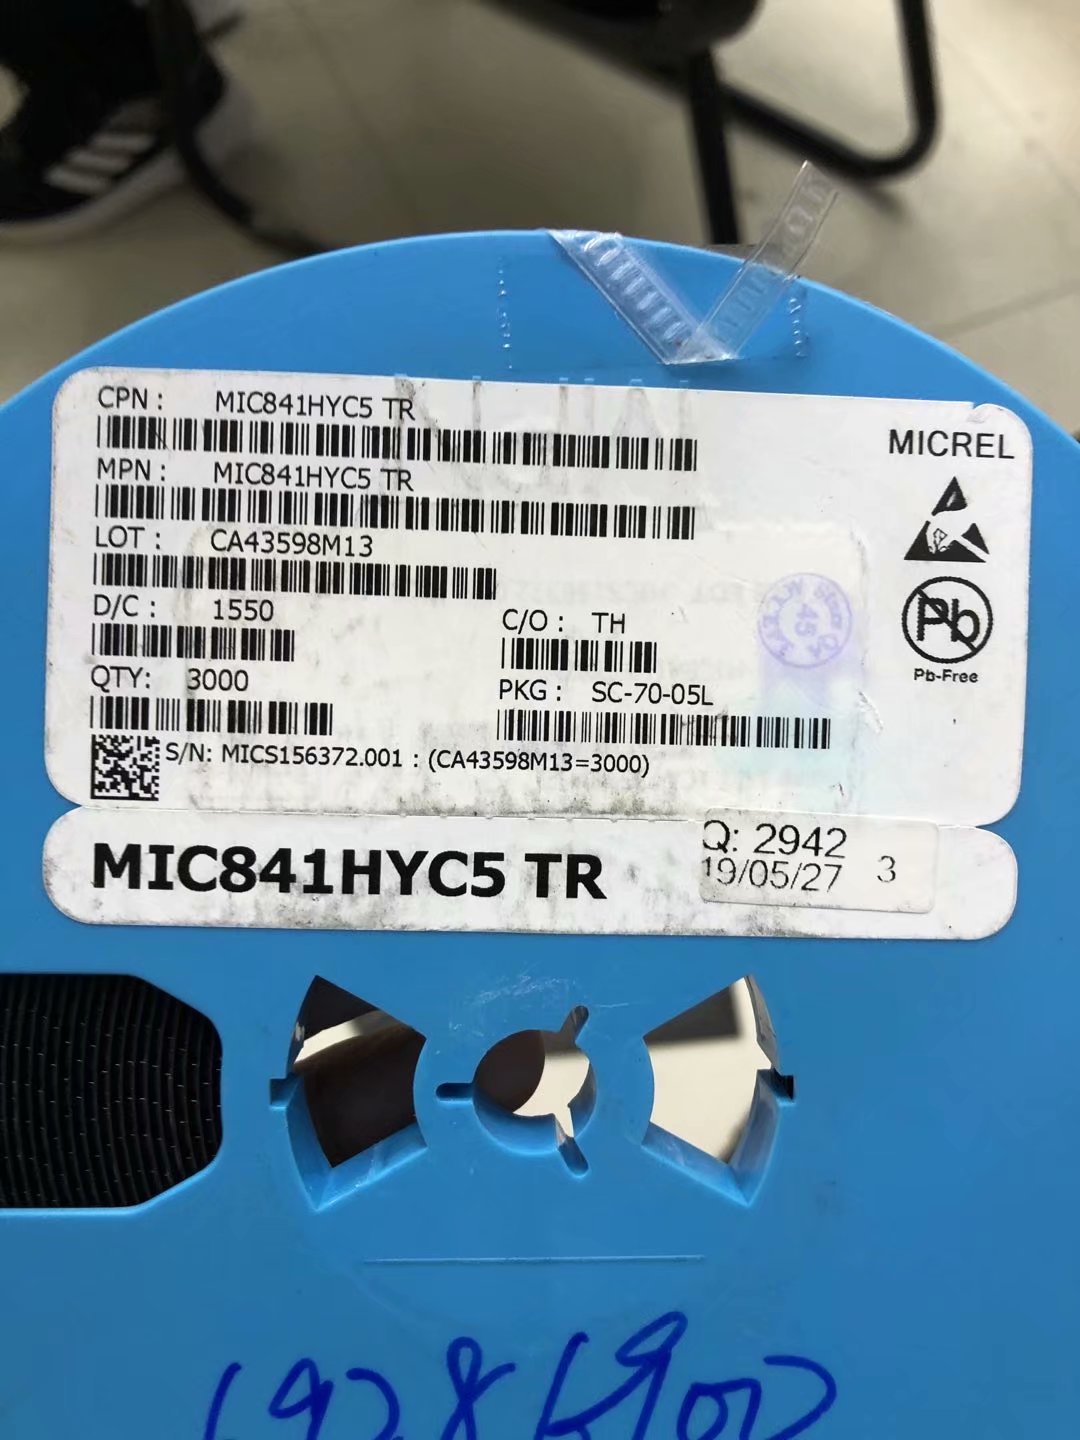 CPN : MIC841HYC5 TR
MICREL
MPN : MIC841HYC5 TR
LOT : CA43598M13
D/C : 1550
C/O : TH
Pb
Pb-Free
QTY: 3000
PKG : SC-70-05L
S/N: MICS156372.001 : (CA43598M13=3000)
MIC841HYC5 TR
Q: 2942
19/05/27 3